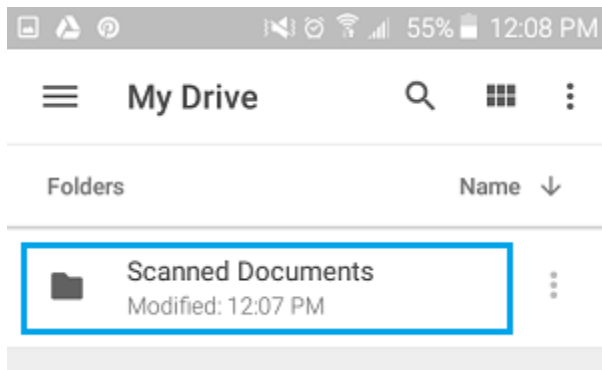 55% 12:08 PM
My Drive
Folders Name
Scanned Documents
Modified: 12:07 PM